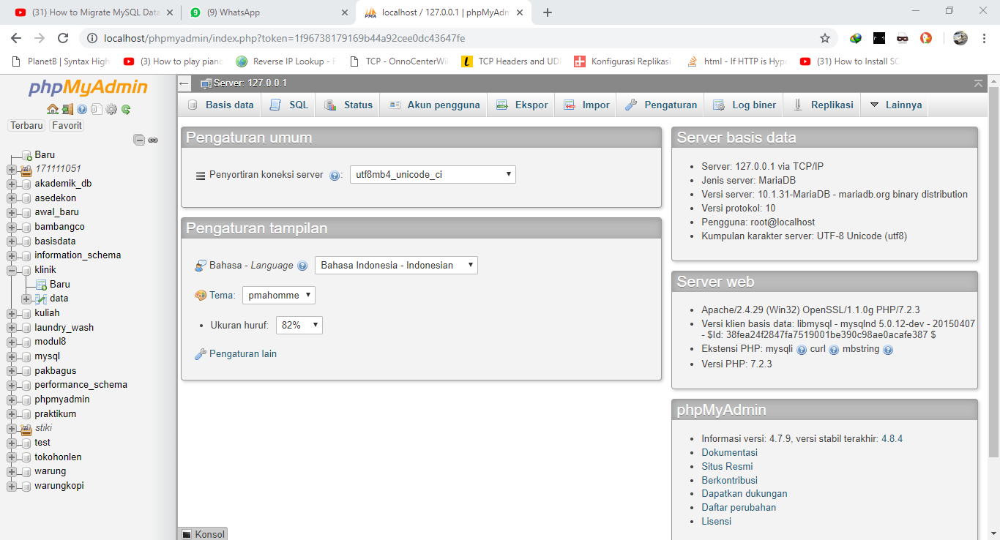 (31) How to Migrate MySQL Data
(9) WhatsApp
localhost / 127.0.0.1 | phpMyAdm
localhost/phpmyadmin/index.php?token=1f96738179169b44a92cee0dc43647fe
PlanetB | Syntax High
(3) How to play pianc
Reverse IP Lookup - F
TCP - OnnoCenterWil
TCP Headers and UD
Konfigurasi Replikasi
html - If HTTP is Hype
(31) How to Install SC
phpMyAdmin
Terbaru
Favorit
Baru
171111051
akademik_db
asedekon
awal_baru
bambangco
basisdata
information_schema
klinik
Baru
data
kuliah
laundry_wash
modul8
mysql
pakbagus
performance_schema
phpmyadmin
praktikum
stiki
test
tokohonlen
warung
warungkopi
Server: 127.0.0.1
Basis data
SQL
Status
Akun pengguna
Ekspor
Impor
Pengaturan
Log biner
Replikasi
Lainnya
Pengaturan umum
Penyortiran koneksi server :
utf8mb4_unicode_ci
Pengaturan tampilan
Bahasa - Language
Bahasa Indonesia - Indonesian
Tema:
pmahomme
Ukuran huruf:
82%
Pengaturan lain
Server basis data
Server: 127.0.0.1 via TCP/IP
Jenis server: MariaDB
Versi server: 10.1.31-MariaDB - mariadb.org binary distribution
Versi protokol: 10
Pengguna: root@localhost
Kumpulan karakter server: UTF-8 Unicode (utf8)
Server web
Apache/2.4.29 (Win32) OpenSSL/1.1.0g PHP/7.2.3
Versi klien basis data: libmysql - mysqlnd 5.0.12-dev - 20150407
- $Id: 38fea24f2847fa7519001be390c98ae0acafe387 $
Ekstensi PHP: mysqli curl mbstring
Versi PHP: 7.2.3
phpMyAdmin
Informasi versi: 4.7.9, versi stabil terakhir: 4.8.4
Dokumentasi
Situs Resmi
Berkontribusi
Dapatkan dukungan
Daftar perubahan
Lisensi
Konsol